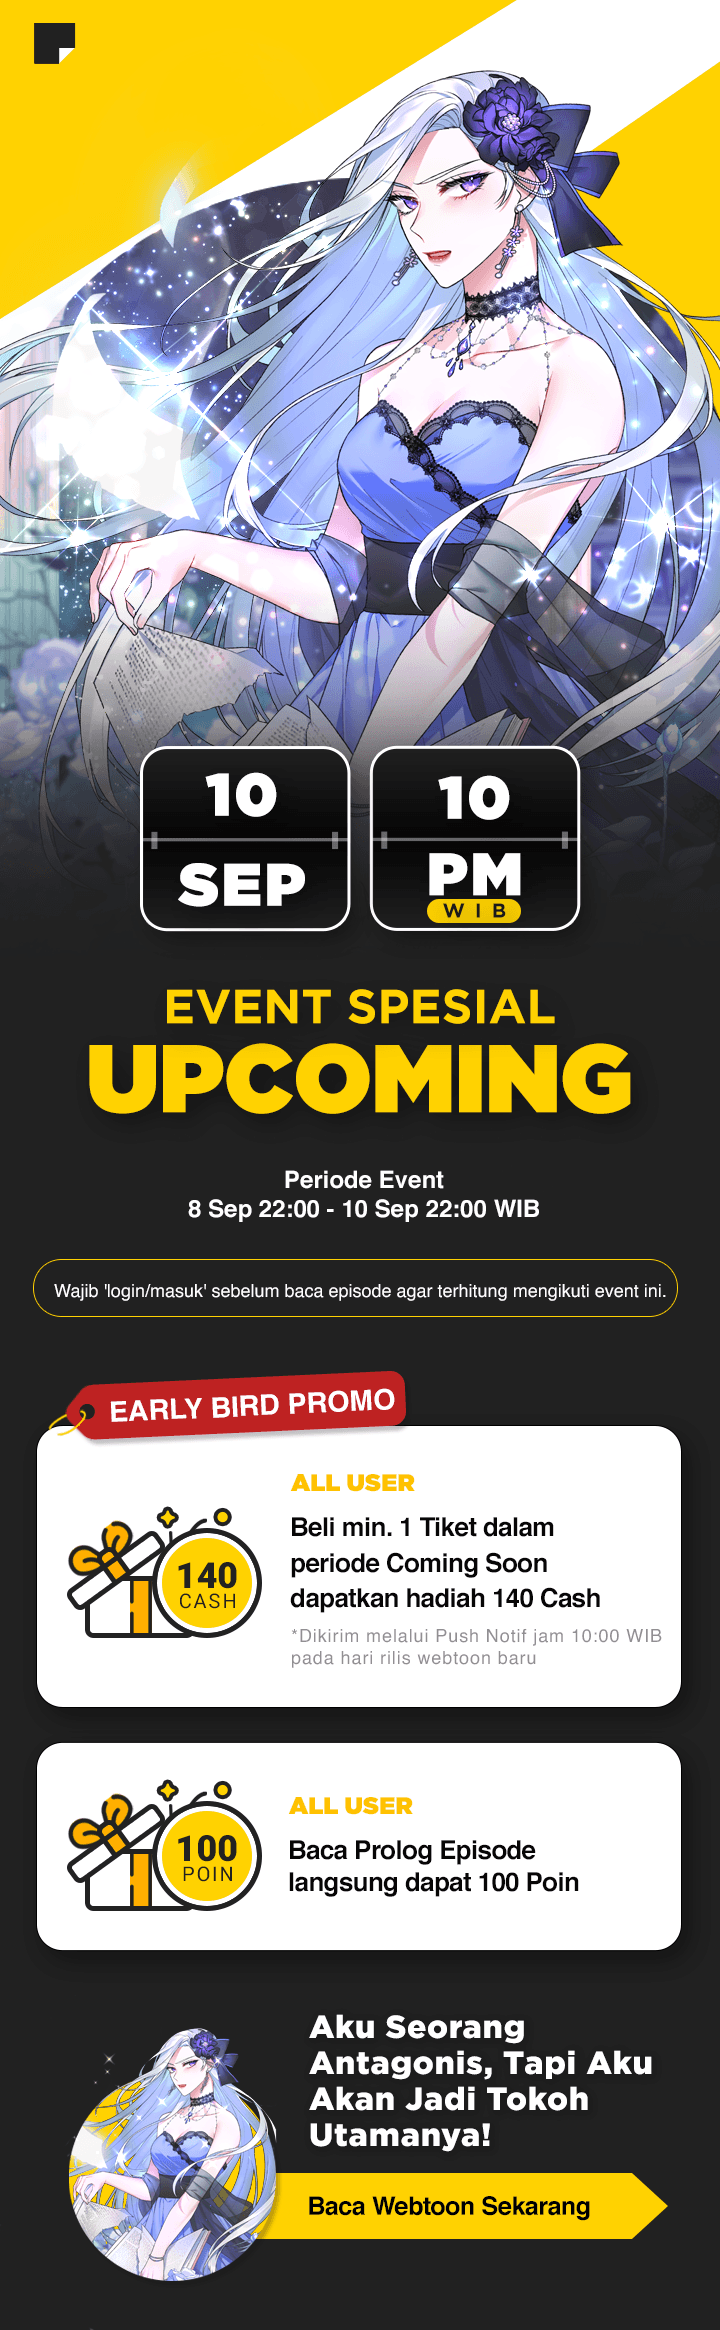 10
SEP
10
PM
WIB
EVENT SPESIAL
UPCOMING
Periode Event
8 Sep 22:00 - 10 Sep 22:00 WIB
Wajib 'login/masuk' sebelum baca episode agar terhitung mengikuti event ini.
EARLY BIRD PROMO
140
CASH
ALL USER
Beli min. 1 Tiket dalam
periode Coming Soon
dapatkan hadiah 140 Cash
*Dikirim melalui Push Notif jam 10:00 WIB
pada hari rilis webtoon baru
100
POIN
ALL USER
Baca Prolog Episode
langsung dapat 100 Poin
Aku Seorang
Antagonis, Tapi Aku
Akan Jadi Tokoh
Utamanya!
Baca Webtoon Sekarang